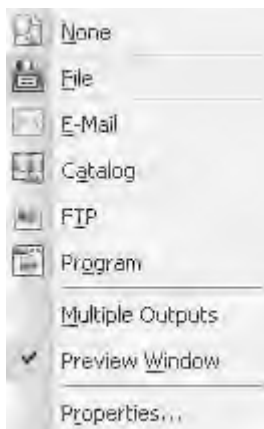 None
File
E-Mail
Catalog
FTP
Program
Multiple Outputs
Preview Window
Properties...